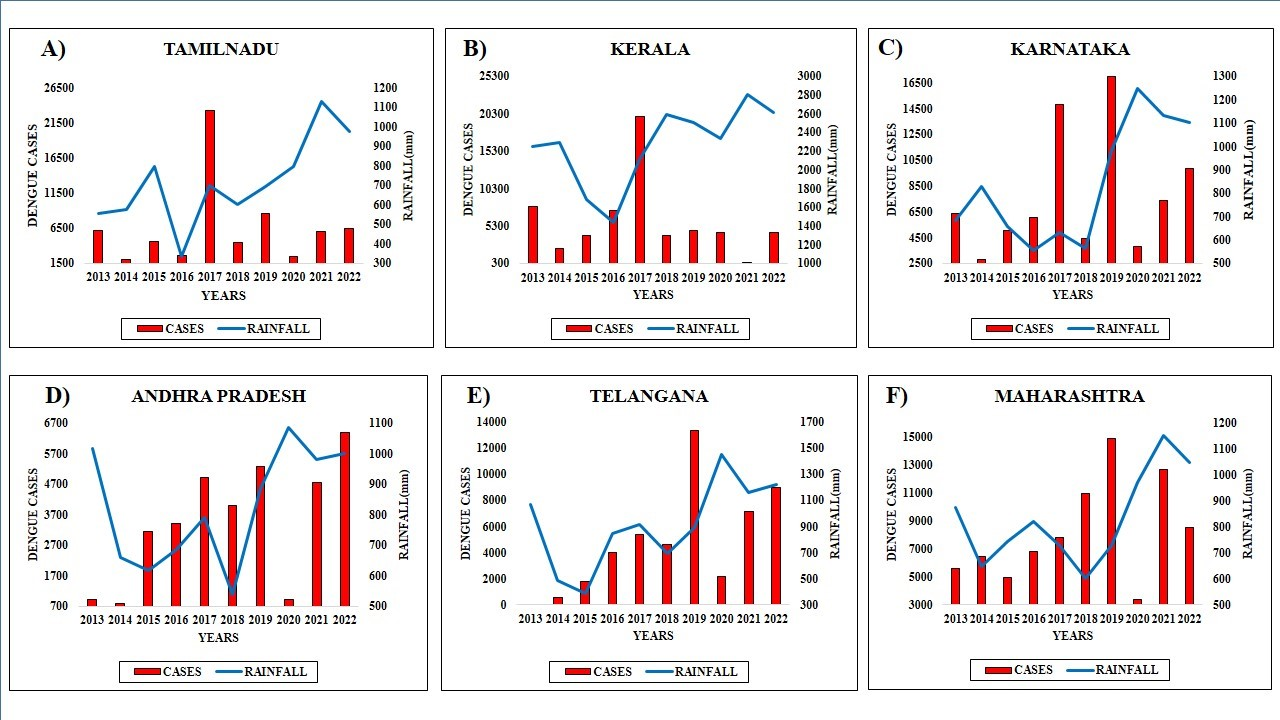 A) TAMILNADU
26500 1200
1100
21500 1000
900
16500 800
700
11500 600
500
6500 400
1500 300
DENGUE CASES
RAINFALL(mm)
2013 2014 2015 2016 2017 2018 2019 2020 2021 2022
YEARS
CASES RAINFALL
B) KERALA
25300 3000
2800
20300 2600
2400
15300 2200
2000
10300 1800
1600
5300 1400
1200
300 1000
DENGUE CASES
RAINFALL(mm)
2013 2014 2015 2016 2017 2018 2019 2020 2021 2022
YEARS
CASES RAINFALL
C) KARNATAKA
16500 1300
14500 1200
1100
12500 1000
10500 900
8500 800
6500 700
4500 600
2500 500
DENGUE CASES
RAINFALL(mm)
2013 2014 2015 2016 2017 2018 2019 2020 2021 2022
YEARS
CASES RAINFALL
D) ANDHRA PRADESH
6700 1100
5700 1000
4700 900
3700 800
2700 700
1700 600
700 500
DENGUE CASES
RAINFALL(mm)
2013 2014 2015 2016 2017 2018 2019 2020 2021 2022
YEARS
CASES RAINFALL
E) TELANGANA
14000 1700
12000 1500
10000 1300
8000 1100
6000 900
4000 700
2000 500
0 300
DENGUE CASES
RAINFALL(mm)
2013 2014 2015 2016 2017 2018 2019 2020 2021 2022
YEARS
CASES RAINFALL
F) MAHARASHTRA
15000 1200
13000 1100
11000 1000
9000 900
800
7000 700
5000 600
3000 500
DENGUE CASES
RAINFALL(mm)
2013 2014 2015 2016 2017 2018 2019 2020 2021 2022
YEARS
CASES RAINFALL